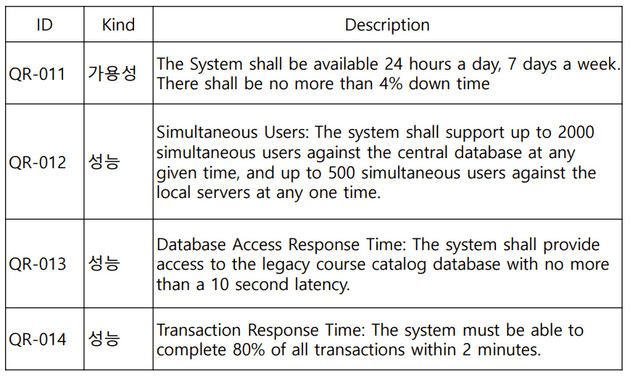 ID Kind Description
QR-011 가용성 The System shall be available 24 hours a day, 7 days a week.
There shall be no more than 4% down time
QR-012 성능 Simultaneous Users: The system shall support up to 2000
simultaneous users against the central database at any
given time, and up to 500 simultaneous users against the
local servers at any one time.
QR-013 성능 Database Access Response Time: The system shall provide
access to the legacy course catalog database with no more
than a 10 second latency.
QR-014 성능 Transaction Response Time: The system must be able to
complete 80% of all transactions within 2 minutes.